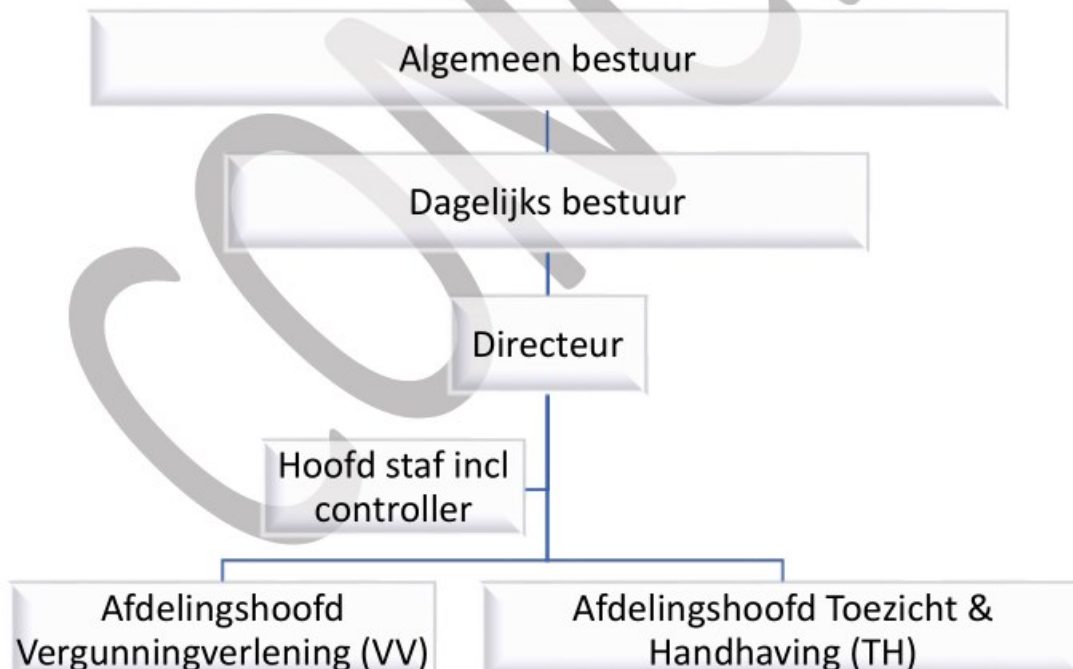 Algemeen bestuur
Dagelijks bestuur
Directeur
Hoofd staf incl
controller
Afdelingshoofd
Vergunningverlening (VV)
Afdelingshoofd Toezicht &
Handhaving (TH)